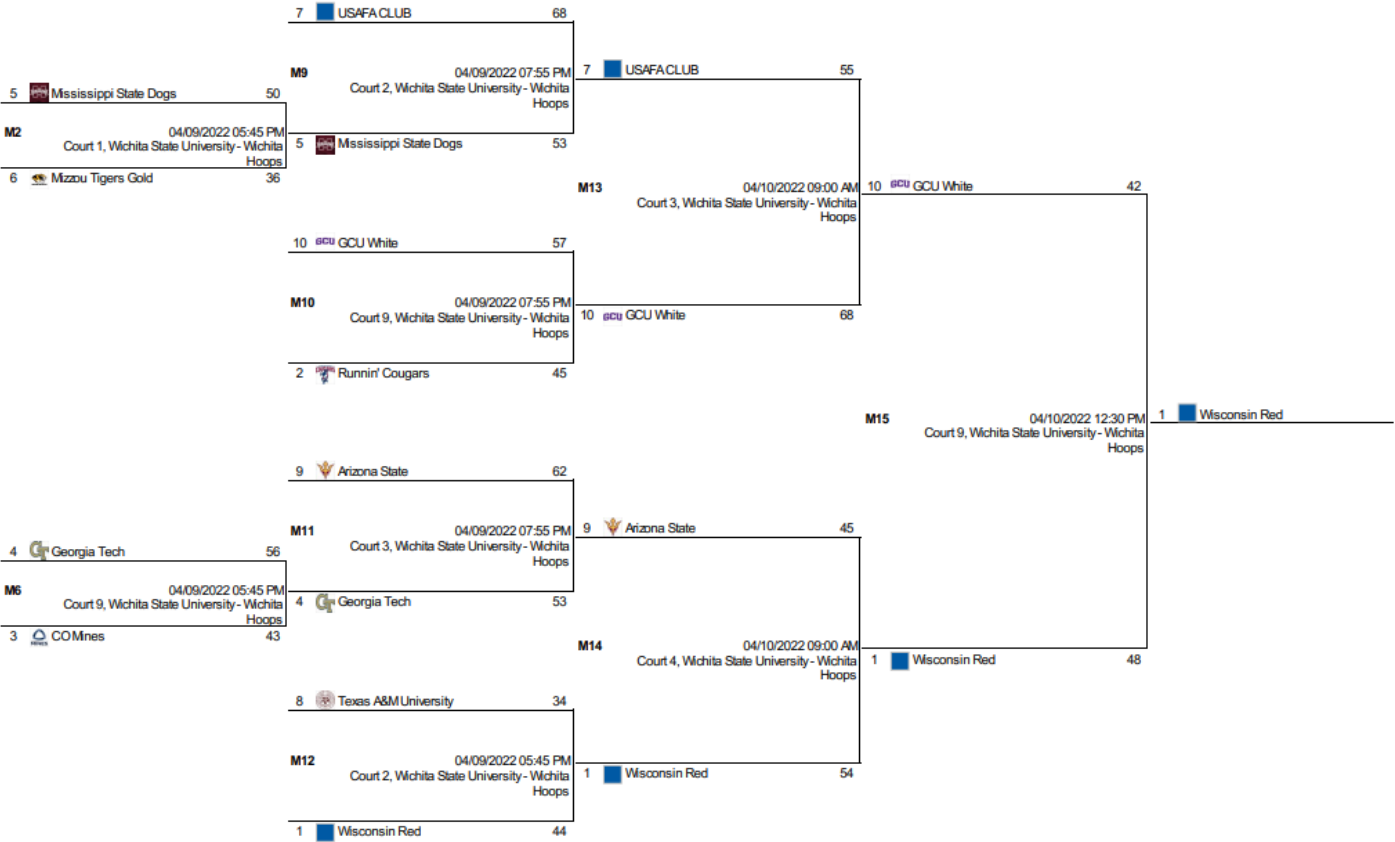 7 USAFA CLUB 68
M9 04/09/2022 07:55 PM
Court 2, Wichita State University - Wichita
Hoops
5 Mississippi State Dogs 53
5 Mississippi State Dogs 50
M2 04/09/2022 05:45 PM
Court 1, Wichita State University - Wichita
Hoops
6 Mizzou Tigers Gold 36
7 USAFA CLUB 55
M13 04/10/2022 09:00 AM
Court 3, Wichita State University - Wichita
Hoops
10 GCU GCU White 68
10 GCU GCU White 57
M10 04/09/2022 07:55 PM
Court 9, Wichita State University - Wichita
Hoops
2 Runnin' Cougars 45
10 GCU GCU White 42
M15 04/10/2022 12:30 PM
Court 9, Wichita State University - Wichita
Hoops
1 Wisconsin Red 48
1 Wisconsin Red
9 Arizona State 62
M11 04/09/2022 07:55 PM
Court 3, Wichita State University - Wichita
Hoops
4 Georgia Tech 53
4 GT Georgia Tech 56
M6 04/09/2022 05:45 PM
Court 9, Wichita State University - Wichita
Hoops
3 CO Mines 43
9 Arizona State 45
M14 04/10/2022 09:00 AM
Court 4, Wichita State University - Wichita
Hoops
1 Wisconsin Red 54
8 Texas A&M University 34
M12 04/09/2022 05:45 PM
Court 2, Wichita State University - Wichita
Hoops
1 Wisconsin Red 44